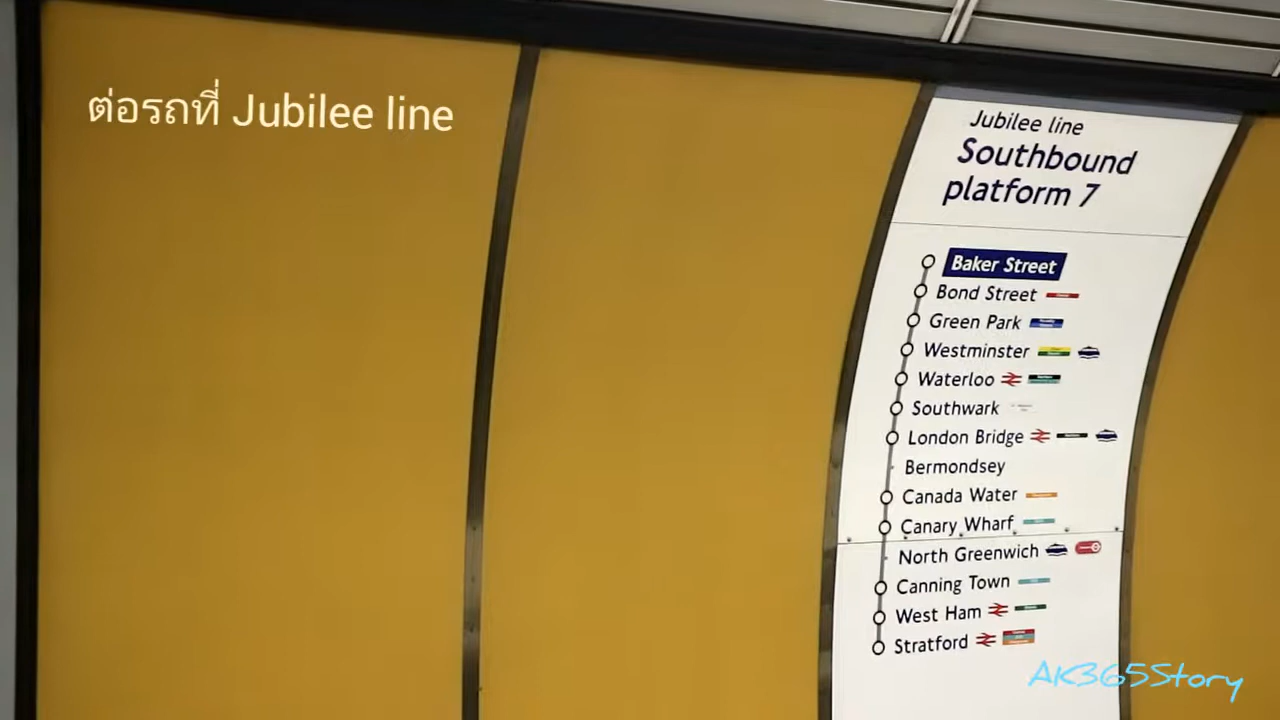 ต่อรถที่ Jubilee line
Jubilee line
Southbound
platform 7
Baker Street
Bond Street
Green Park
Westminster
Waterloo
Southwark
London Bridge
Bermondsey
Canada Water
Canary Wharf
North Greenwich
Canning Town
West Ham
Stratford
AK365Story